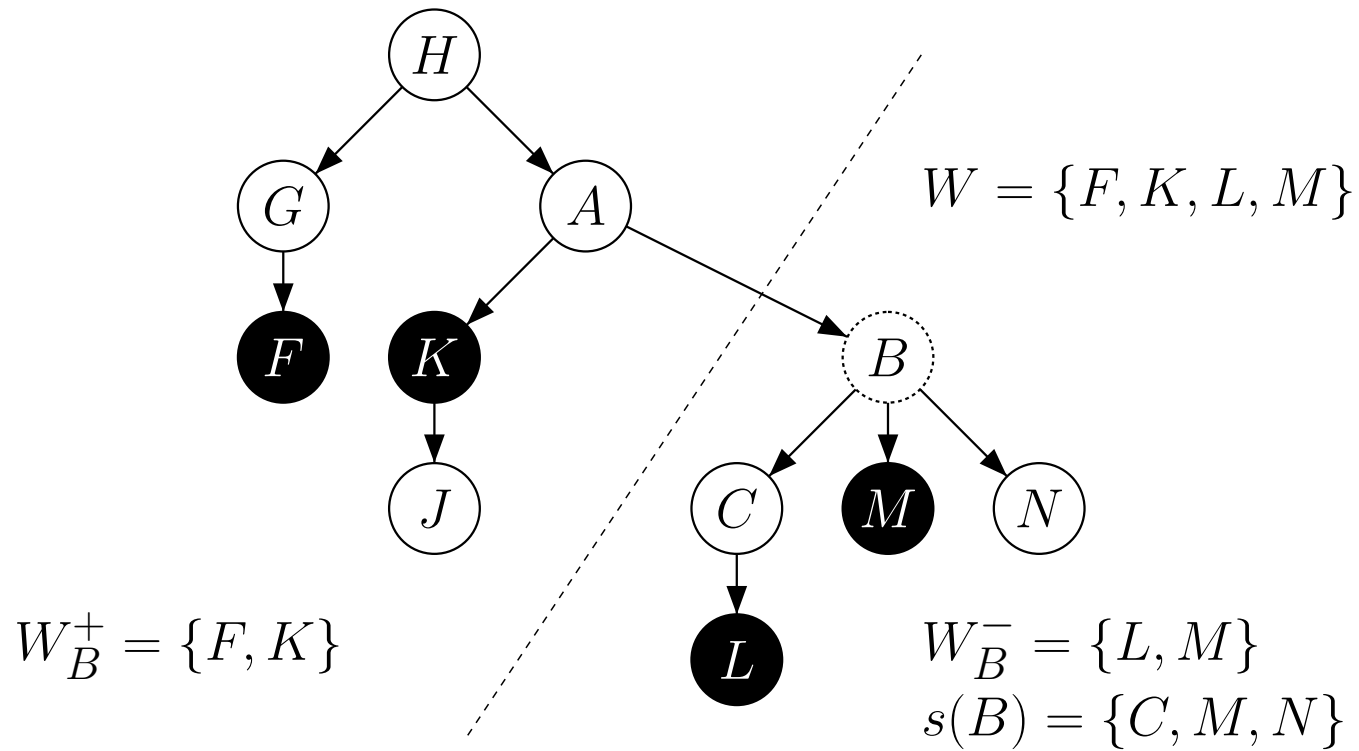 H
G
A
W = {F, K, L, M}
F
K
B
J
C
M
N
W_B^+ = {F, K}
L
W_B^- = {L, M}
s(B) = {C, M, N}